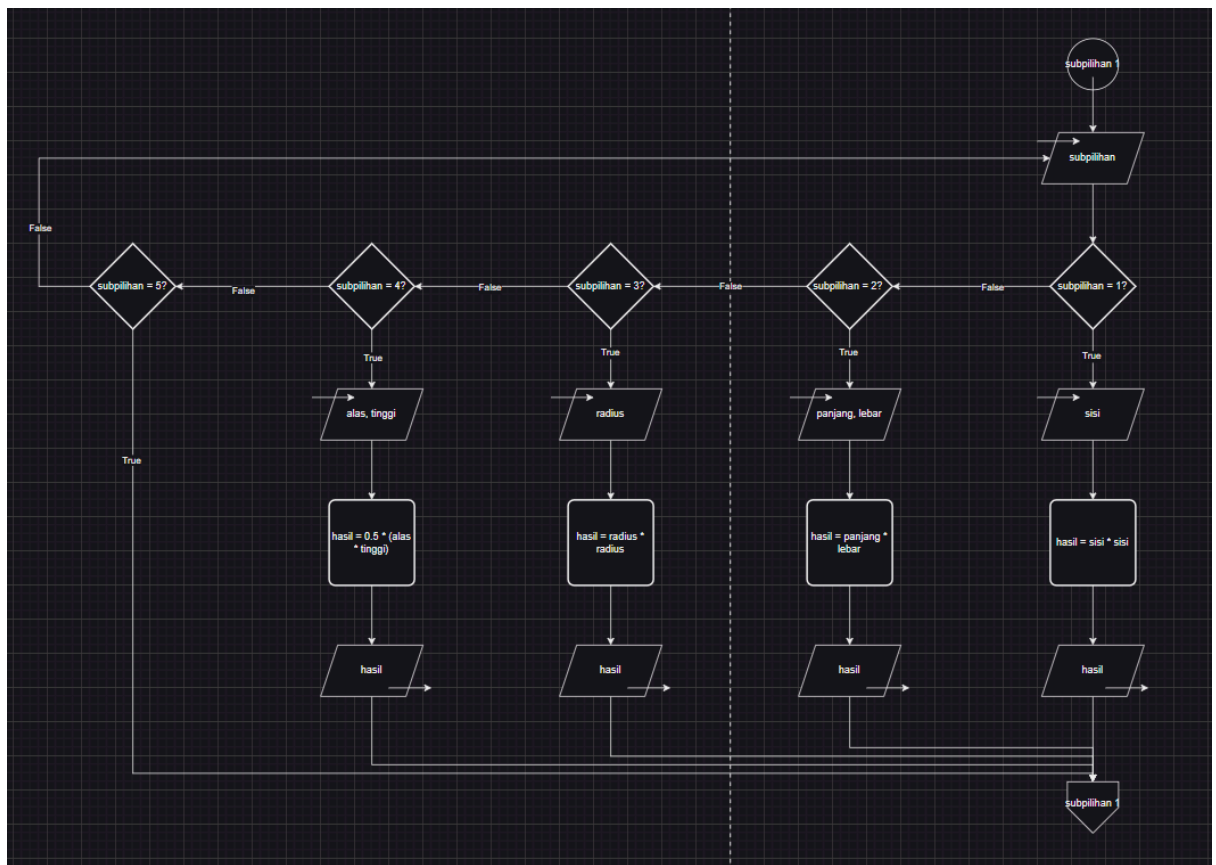 subpilihan 1
subpilihan
False
subpilihan = 5?
False
subpilihan = 4?
False
subpilihan = 3?
False
subpilihan = 2?
False
subpilihan = 1?
True
True
True
True
alas, tinggi
radius
panjang, lebar
sisi
True
hasil = 0.5 * (alas
* tinggi)
hasil = radius *
radius
hasil = panjang *
lebar
hasil = sisi * sisi
hasil
hasil
hasil
hasil
subpilihan 1